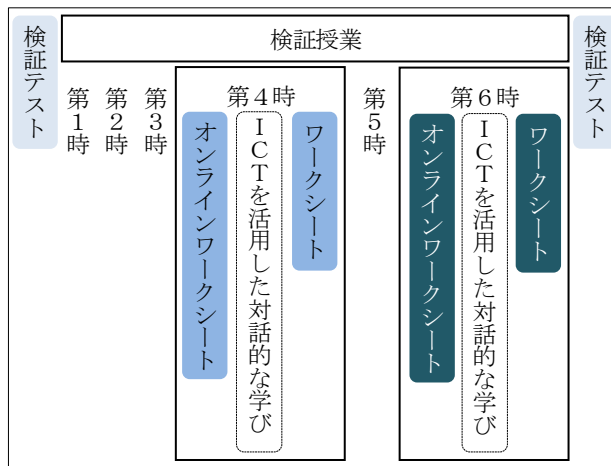 検証テスト
検証授業
第１時
第２時
第３時
第４時
オンラインワークシート
ＩＣＴを活用した対話的な学び
ワークシート
第５時
第６時
オンラインワークシート
ＩＣＴを活用した対話的な学び
ワークシート
検証テスト